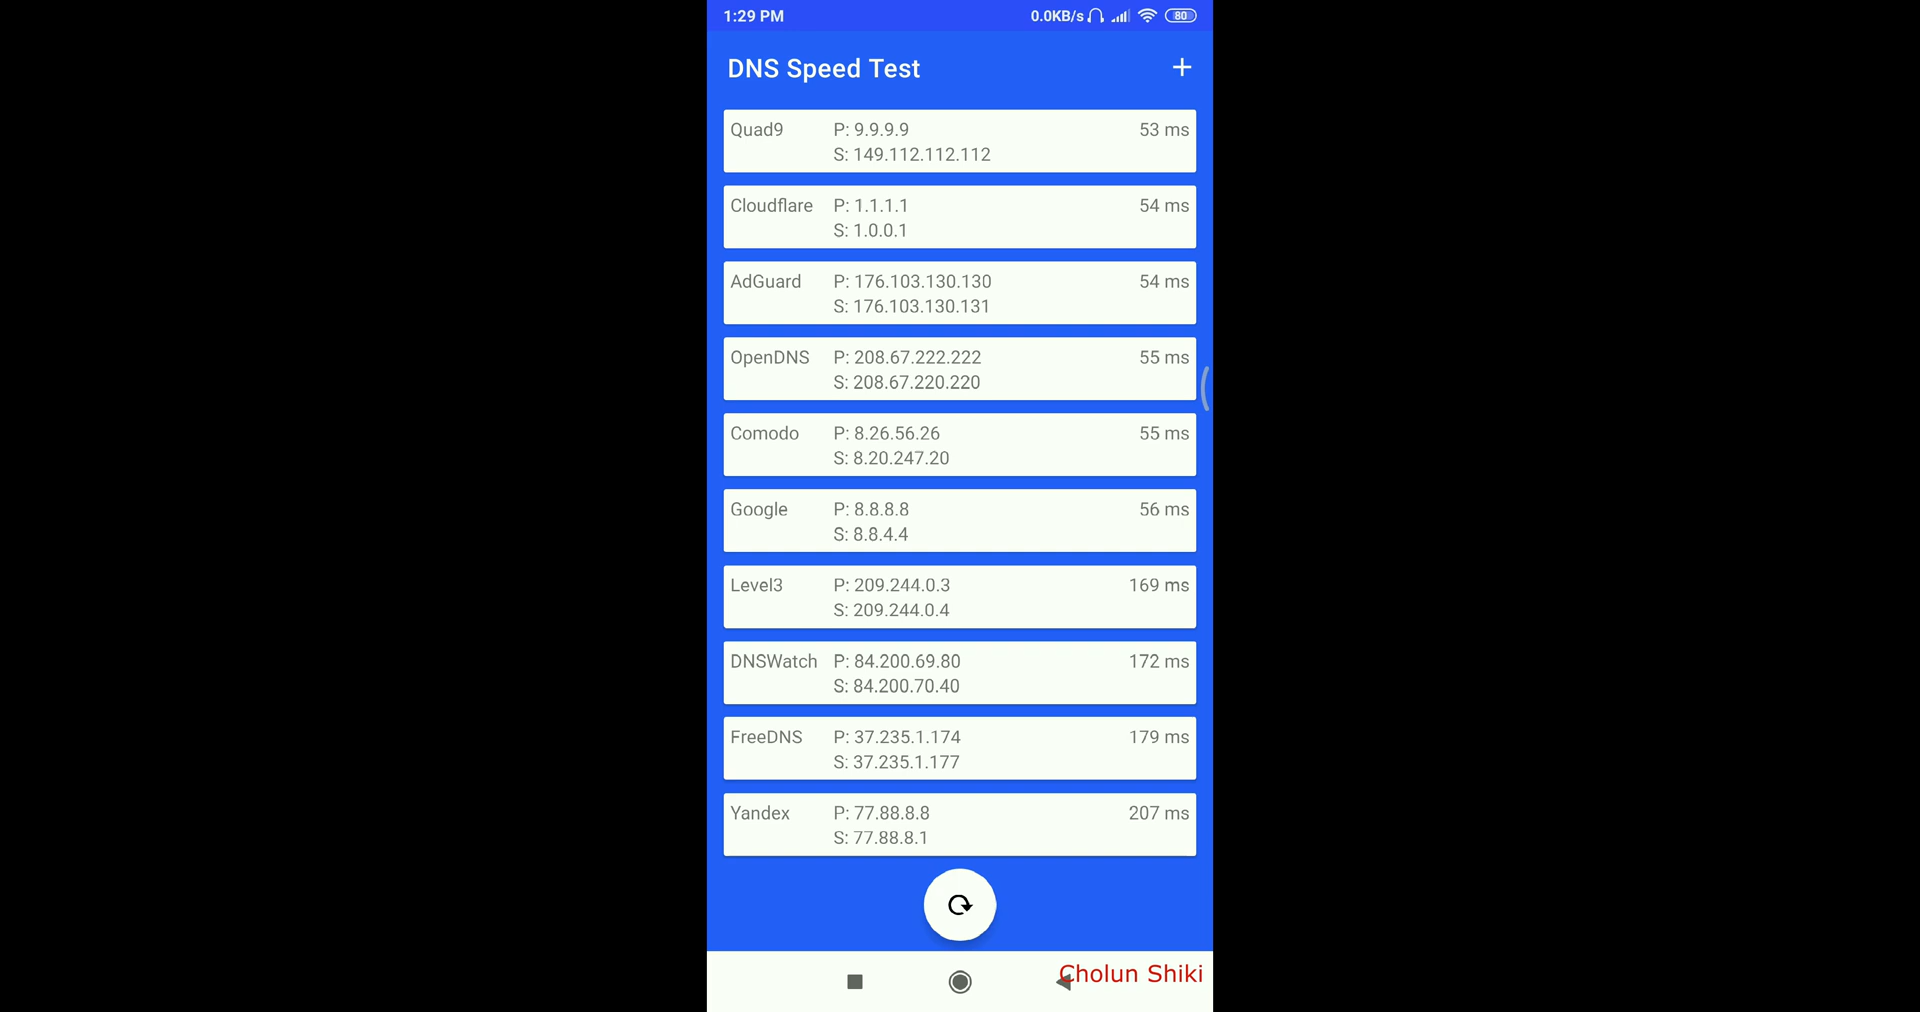 1:29 PM 0.0KB/s 80
DNS Speed Test +
Quad9 P: 9.9.9.9 53 ms
S: 149.112.112.112
Cloudflare P: 1.1.1.1 54 ms
S: 1.0.0.1
AdGuard P: 176.103.130.130 54 ms
S: 176.103.130.131
OpenDNS P: 208.67.222.222 55 ms
S: 208.67.220.220
Comodo P: 8.26.56.26 55 ms
S: 8.20.247.20
Google P: 8.8.8.8 56 ms
S: 8.8.4.4
Level3 P: 209.244.0.3 169 ms
S: 209.244.0.4
DNSWatch P: 84.200.69.80 172 ms
S: 84.200.70.40
FreeDNS P: 37.235.1.174 179 ms
S: 37.235.1.177
Yandex P: 77.88.8.8 207 ms
S: 77.88.8.1
Cholun Shiki